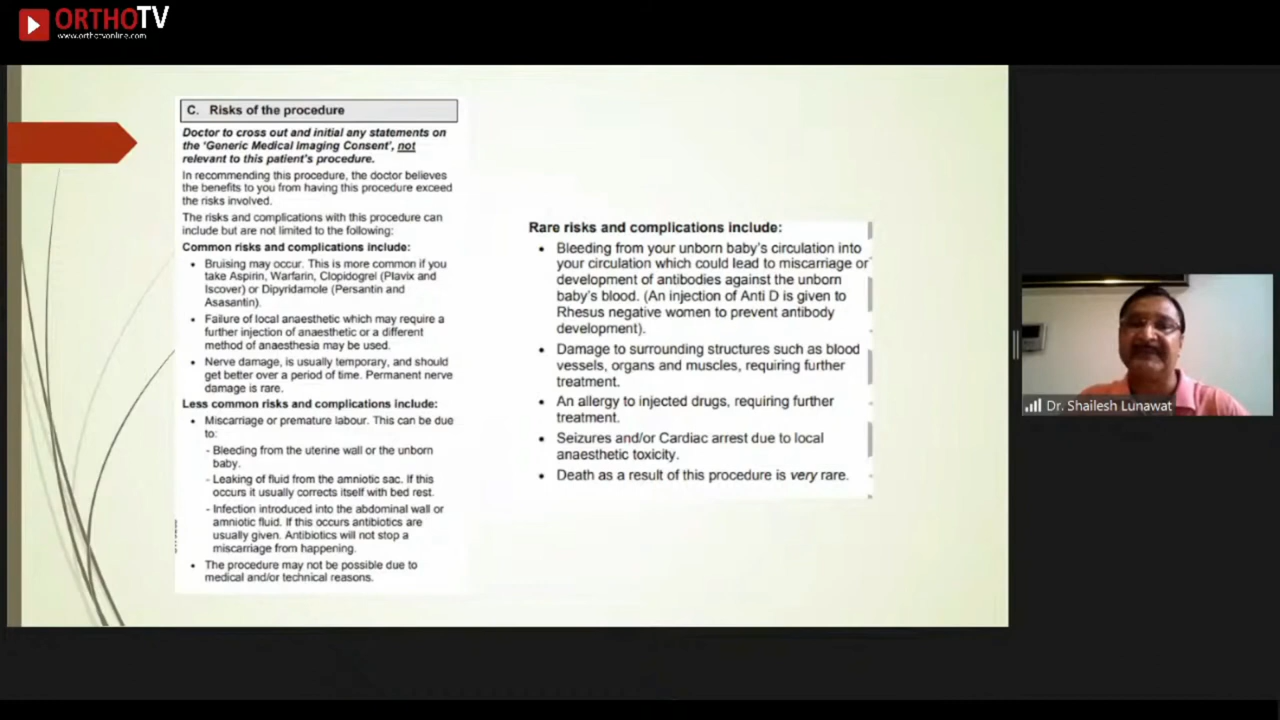 ORTHOTV
www.orthotvonline.com
C. Risks of the procedure
Doctor to cross out and initial any statements on
the 'Generic Medical Imaging Consent', not
relevant to this patient's procedure.
In recommending this procedure, the doctor believes
the benefits to you from having this procedure exceed
the risks involved.
The risks and complications with this procedure can
include but are not limited to the following:
Common risks and complications include:
• Bruising may occur. This is more common if you
take Aspirin, Warfarin, Clopidogrel (Plavix and
Iscover) or Dipyridamole (Persantin and
Asasantin).
• Failure of local anaesthetic which may require a
further injection of anaesthetic or a different
method of anaesthesia may be used.
• Nerve damage, is usually temporary, and should
get better over a period of time. Permanent nerve
damage is rare.
Less common risks and complications include:
• Miscarriage or premature labour. This can be due
to:
- Bleeding from the uterine wall or the unborn
baby.
- Leaking of fluid from the amniotic sac. If this
occurs it usually corrects itself with bed rest.
- Infection introduced into the abdominal wall or
amniotic fluid. If this occurs antibiotics are
usually given. Antibiotics will not stop a
miscarriage from happening.
• The procedure may not be possible due to
medical and/or technical reasons.
Rare risks and complications include:
• Bleeding from your unborn baby's circulation into
your circulation which could lead to miscarriage or
development of antibodies against the unborn
baby's blood. (An injection of Anti D is given to
Rhesus negative women to prevent antibody
development).
• Damage to surrounding structures such as blood
vessels, organs and muscles, requiring further
treatment.
• An allergy to injected drugs, requiring further
treatment.
• Seizures and/or Cardiac arrest due to local
anaesthetic toxicity.
• Death as a result of this procedure is very rare.
Dr. Shailesh Lunawat